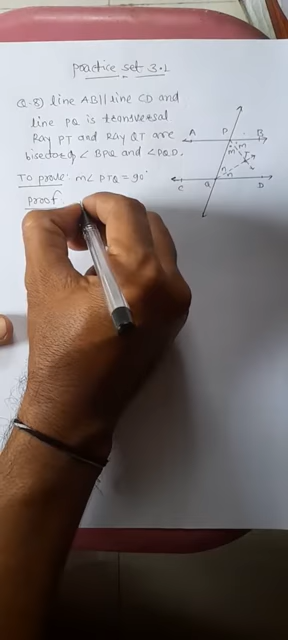 Practice set 3.1
Q.8) line AB || line CD and
line PQ is transversal
Ray PT and Ray QT are
bisector of ∠ BPQ and ∠PQD.
To prove: m∠ PTQ = 90°
Proof
A P B
m m
T
n n
C Q D